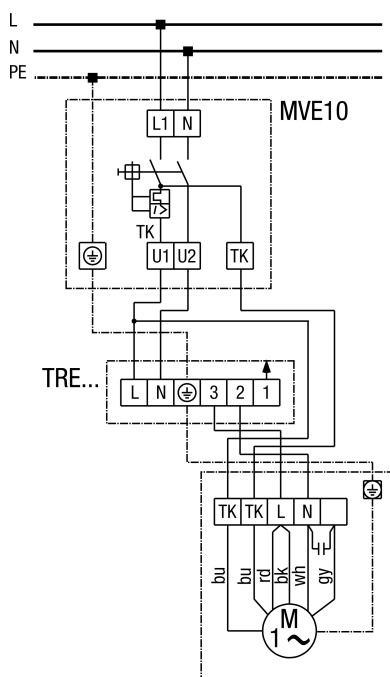 L
N
PE
MVE10
L1 N
I>
TK
U1 U2 TK
TRE...
L N 3 2 1
TK TK L N
bu bu rd bk wh gy
M
1 ~